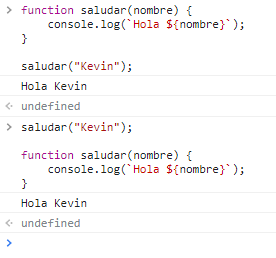 function saludar(nombre) {
    console.log(`Hola ${nombre}`);
}
saludar("Kevin");
Hola Kevin
undefined
saludar("Kevin");
function saludar(nombre) {
    console.log(`Hola ${nombre}`);
}
Hola Kevin
undefined